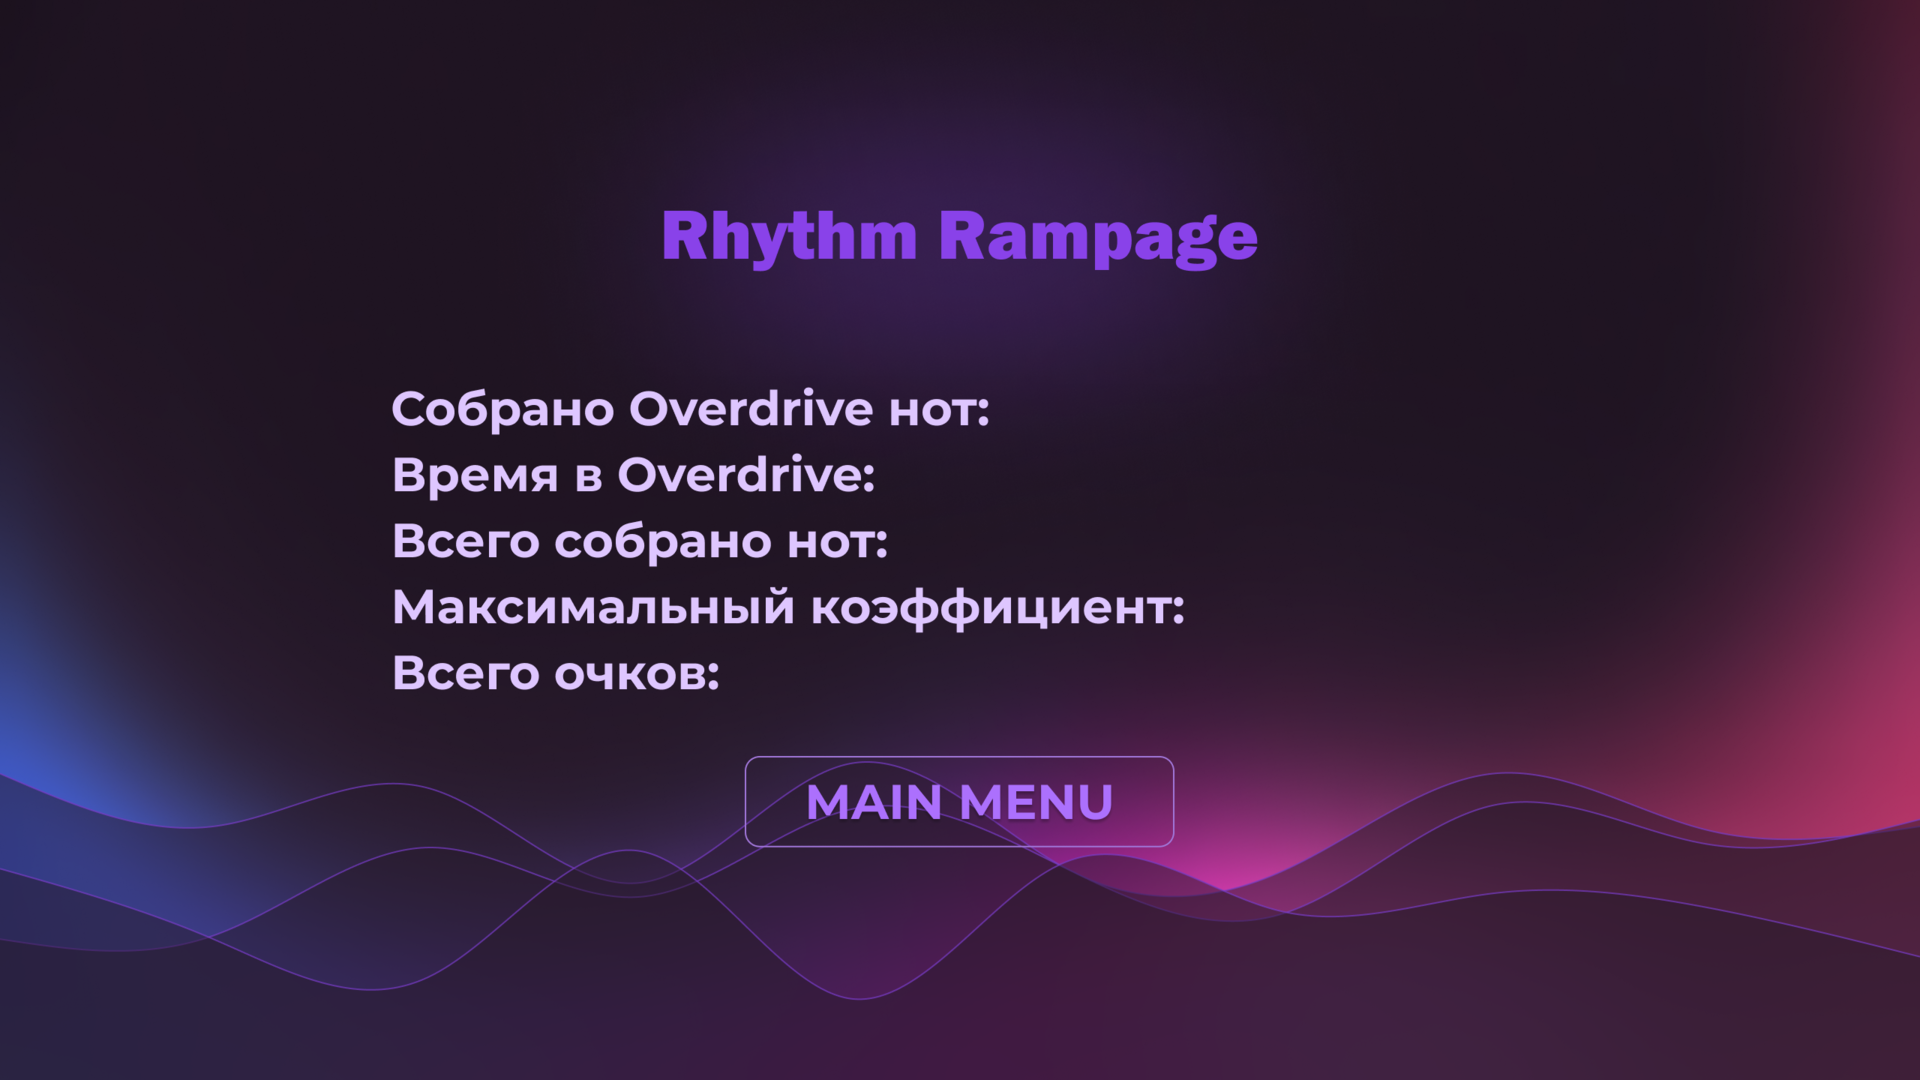 Rhythm Rampage
Собрано Overdrive нот:
Время в Overdrive:
Всего собрано нот:
Максимальный коэффициент:
Всего очков:
MAIN MENU